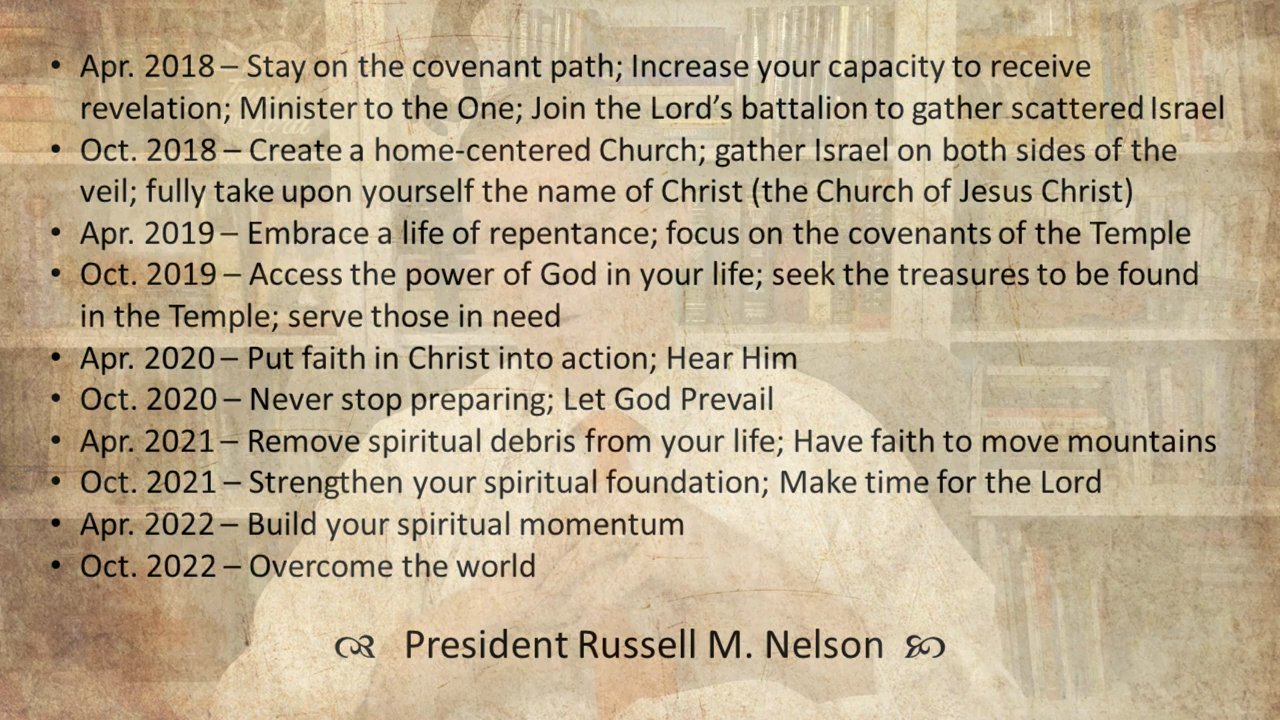 • Apr. 2018 – Stay on the covenant path; Increase your capacity to receive
revelation; Minister to the One; Join the Lord’s battalion to gather scattered Israel
• Oct. 2018 – Create a home-centered Church; gather Israel on both sides of the
veil; fully take upon yourself the name of Christ (the Church of Jesus Christ)
• Apr. 2019 – Embrace a life of repentance; focus on the covenants of the Temple
• Oct. 2019 – Access the power of God in your life; seek the treasures to be found
in the Temple; serve those in need
• Apr. 2020 – Put faith in Christ into action; Hear Him
• Oct. 2020 – Never stop preparing; Let God Prevail
• Apr. 2021 – Remove spiritual debris from your life; Have faith to move mountains
• Oct. 2021 – Strengthen your spiritual foundation; Make time for the Lord
• Apr. 2022 – Build your spiritual momentum
• Oct. 2022 – Overcome the world
President Russell M. Nelson